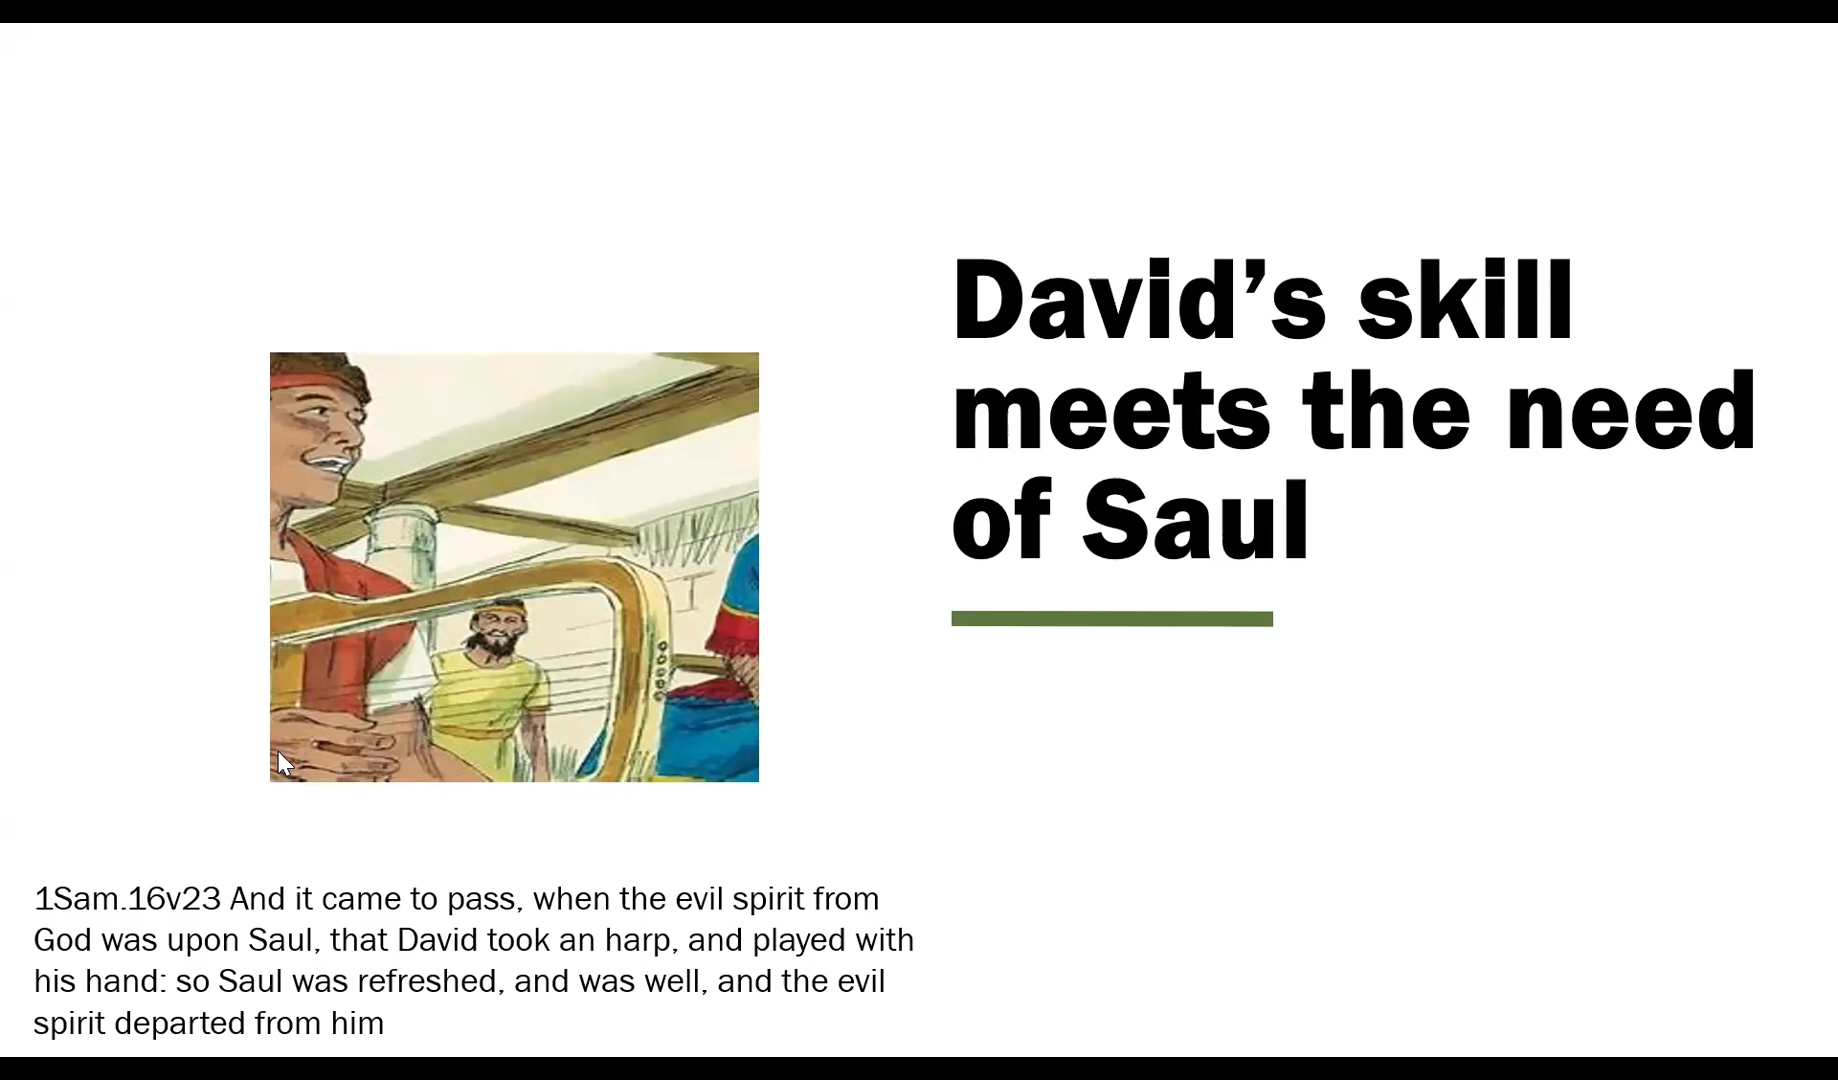 David’s skill
meets the need
of Saul
1Sam.16v23 And it came to pass, when the evil spirit from
God was upon Saul, that David took an harp, and played with
his hand: so Saul was refreshed, and was well, and the evil
spirit departed from him